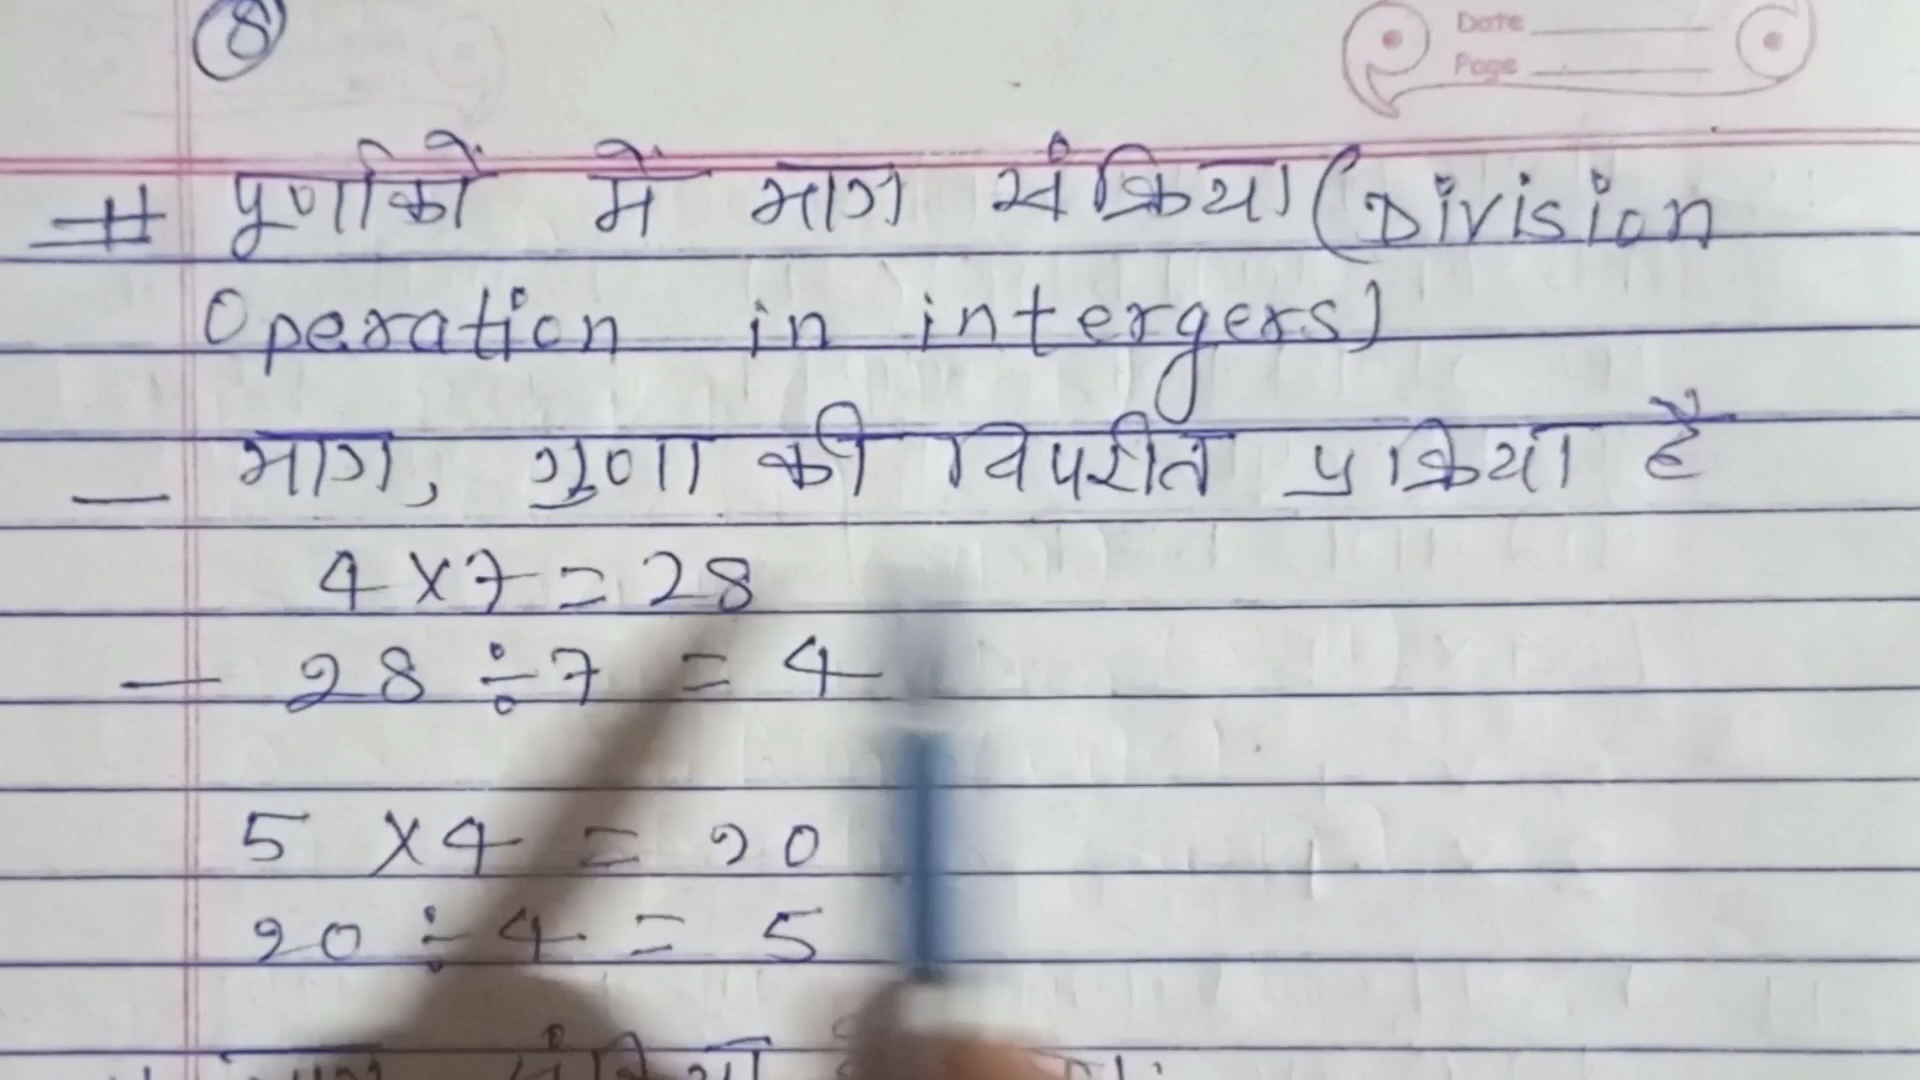 8
Date
Page
# पुर्णाकों में भाग संक्रिया (Division
Operation in intergers)
– भाग, गुणा की विपरीत प्रक्रिया है
4 × 7 = 28
– 28 ÷ 7 = 4
5 × 4 = 20
20 ÷ 4 = 5